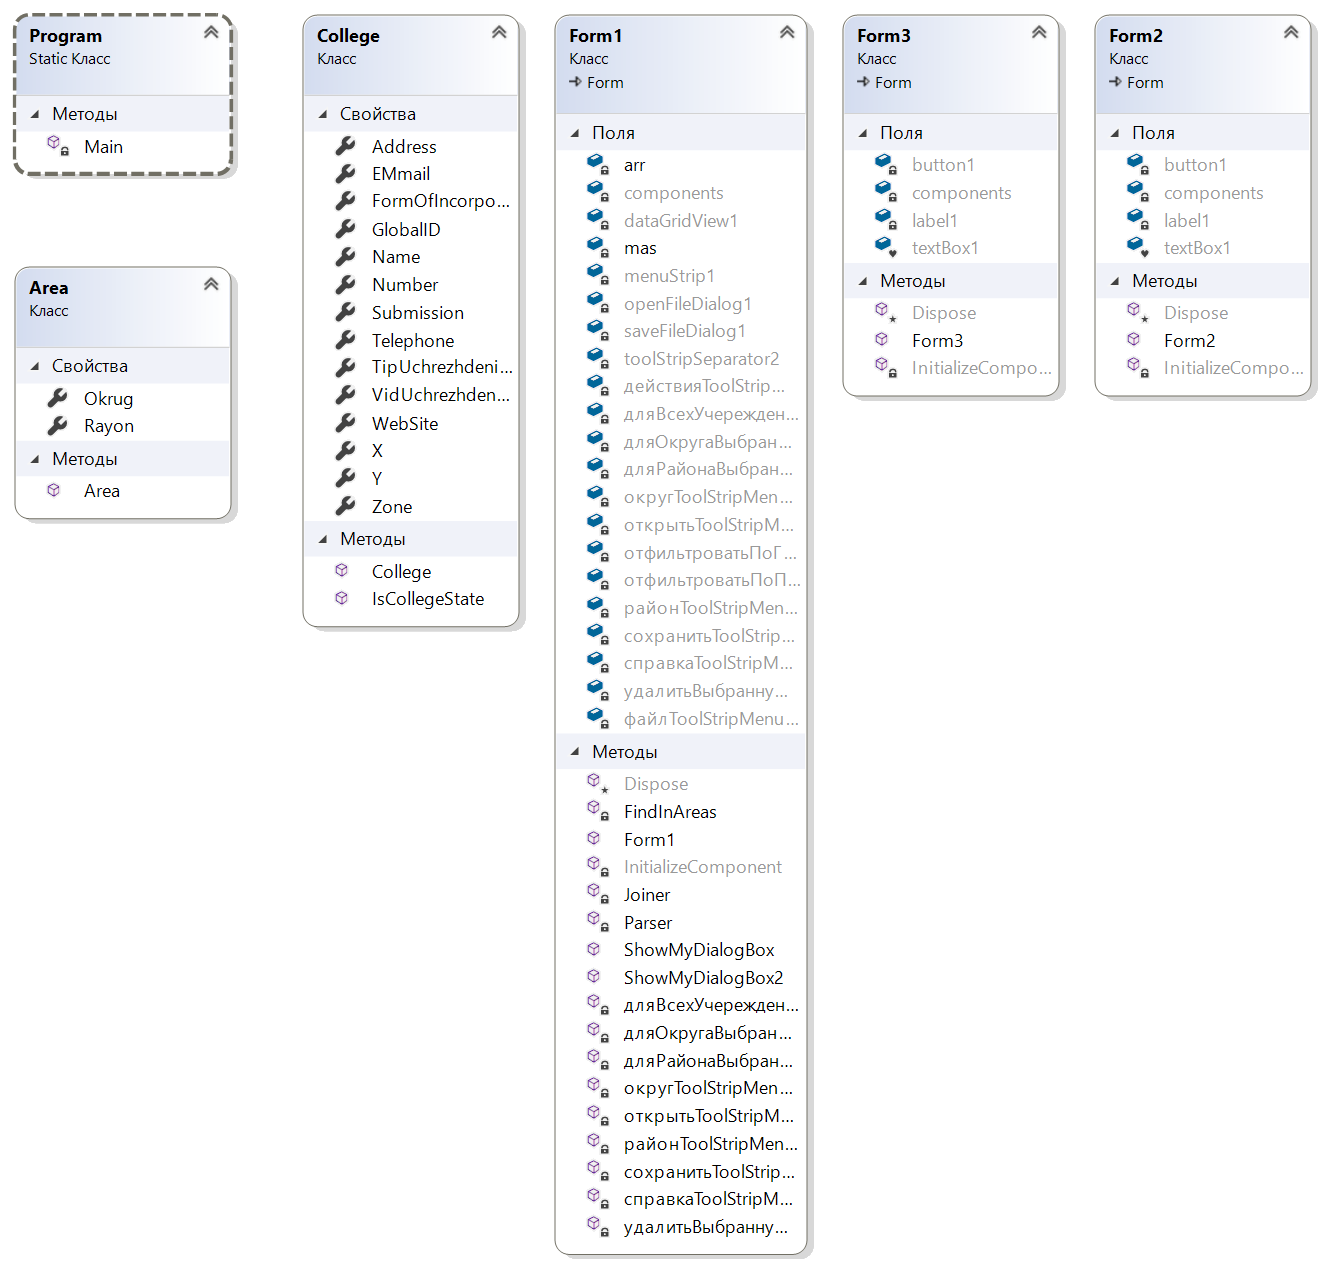 Program
Static Класс
Методы
Main
Area
Класс
Свойства
Okrug
Rayon
Методы
Area
College
Класс
Свойства
Address
EMmail
FormOfIncorpo...
GlobalID
Name
Number
Submission
Telephone
TipUchrezhdeni...
VidUchrezhden...
WebSite
X
Y
Zone
Методы
College
IsCollegeState
Form1
Класс
Form
Поля
arr
components
dataGridView1
mas
menuStrip1
openFileDialog1
saveFileDialog1
toolStripSeparator2
действияToolStrip...
дляВсехУчережден...
дляОкругаВыбран...
дляРайонаВыбран...
округToolStripMen...
открытьToolStripM...
отфильтроватьПоГ...
отфильтроватьПоП...
районToolStripMen...
сохранитьToolStrip...
справкаToolStripM...
удалитьВыбранну...
файлToolStripMenu...
Методы
Dispose
FindInAreas
Form1
InitializeComponent
Joiner
Parser
ShowMyDialogBox
ShowMyDialogBox2
дляВсехУчережден...
дляОкругаВыбран...
дляРайонаВыбран...
округToolStripMen...
открытьToolStripM...
районToolStripMen...
сохранитьToolStrip...
справкаToolStripM...
удалитьВыбранну...
Form3
Класс
Form
Поля
button1
components
label1
textBox1
Методы
Dispose
Form3
InitializeCompo...
Form2
Класс
Form
Поля
button1
components
label1
textBox1
Методы
Dispose
Form2
InitializeCompo...